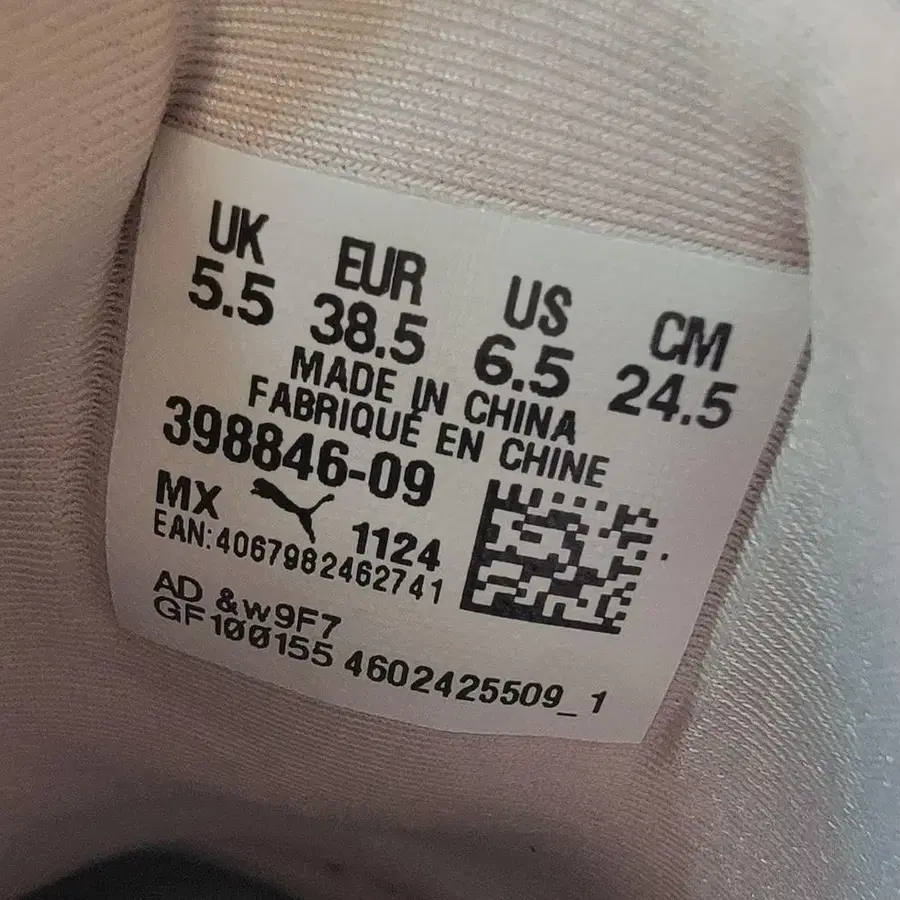 UK EUR US CM
5.5 38.5 6.5 24.5
MADE IN CHINA
FABRIQUÉ EN CHINE
398846-09
MX 1124
EAN:4067982462741
AD &w9F7
GF100155 4602425509_1